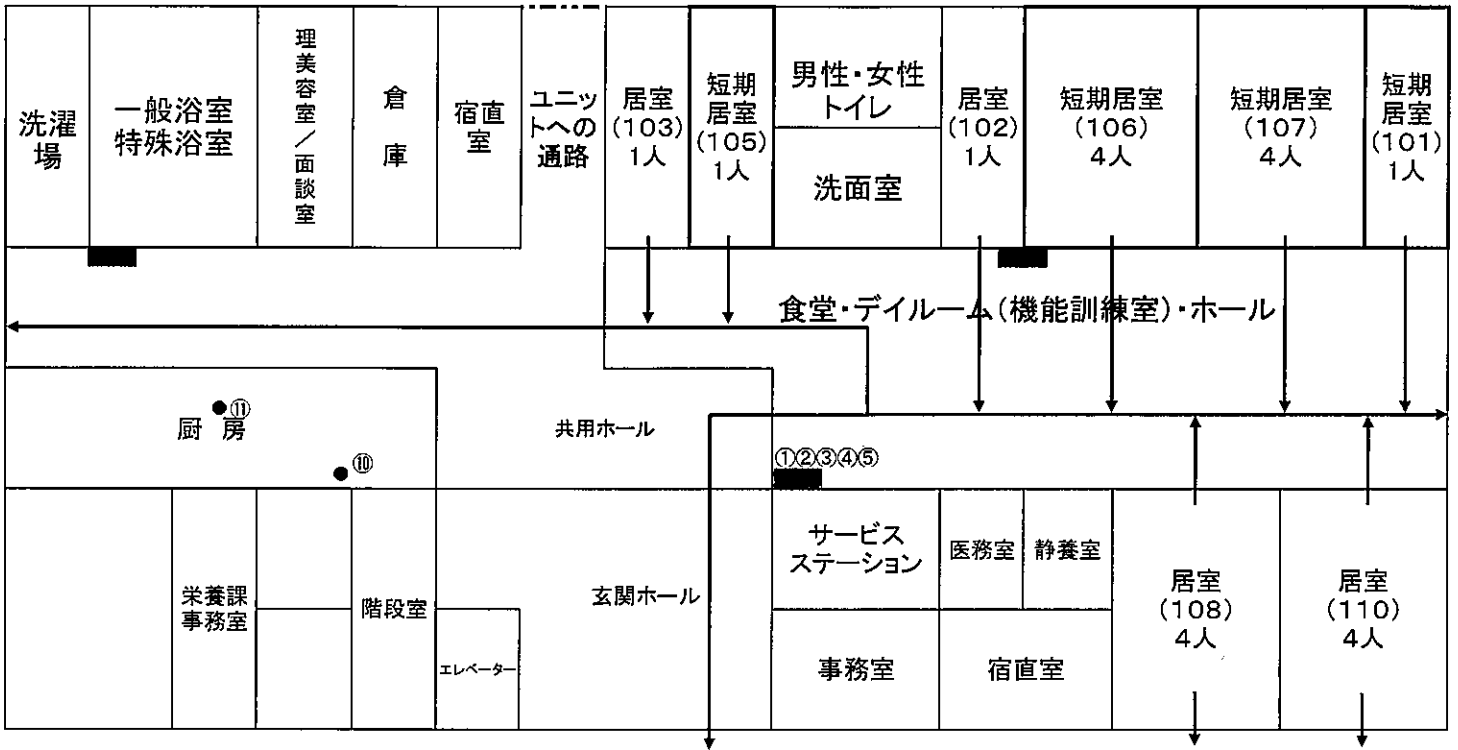 洗濯
場
一般浴室
特殊浴室
理美容室／面談室
倉庫
宿直
室
ユニッ
トへの
通路
居室
(103)
1人
短期
居室
(105)
1人
男性・女性
トイレ
洗面室
居室
(102)
1人
短期居室
(106)
4人
短期居室
(107)
4人
短期
居室
(101)
1人
食堂・デイルーム(機能訓練室)・ホール
⑪
厨 房
⑩
共用ホール
①②③④⑤
栄養課
事務室
階段室
エレベーター
玄関ホール
サービス
ステーション
医務室
静養室
事務室
宿直室
居室
(108)
4人
居室
(110)
4人